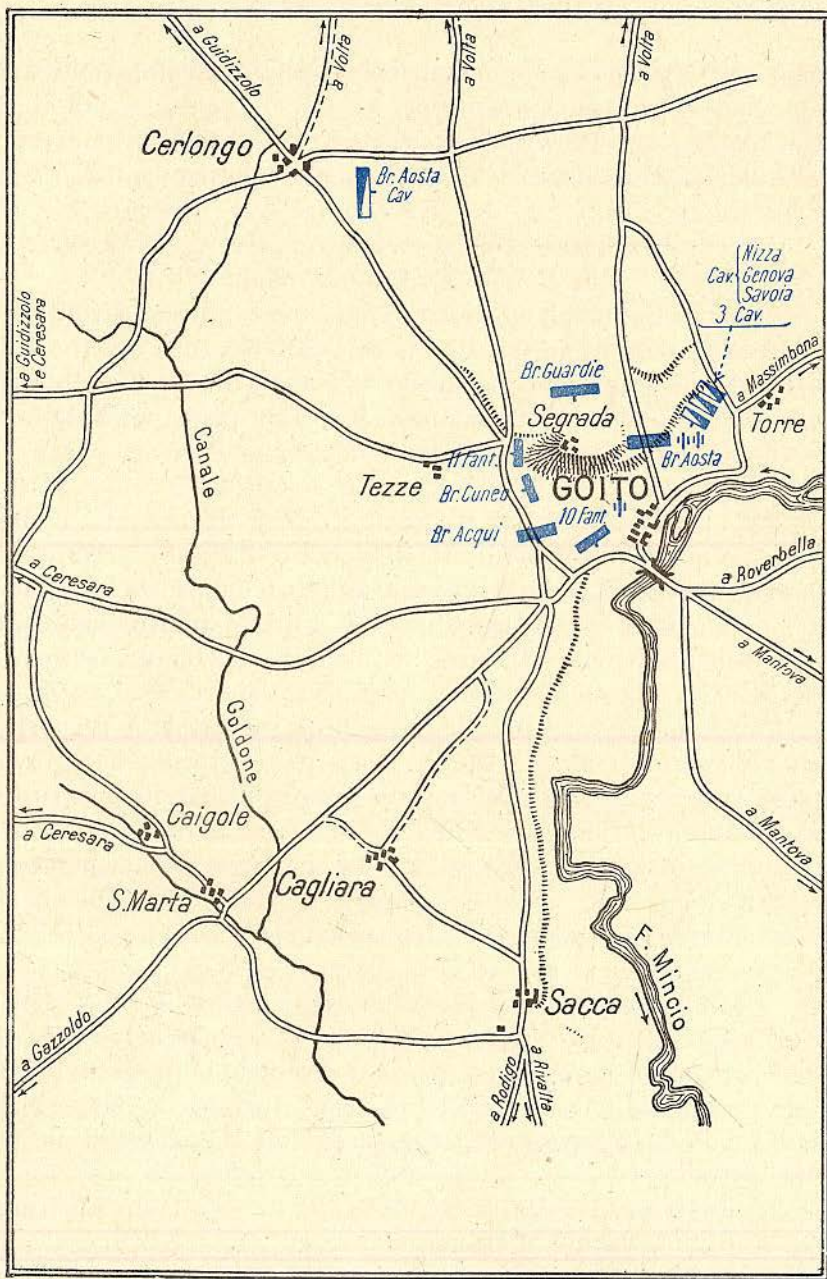 a Guidizzolo
a Volta
a Volta
a Volta
Cerlongo
Br. Aosta
Cav
Nizza
Cav. Genova
Savoia
3 Cav.
a Guidizzolo
e Ceresara
Br. Guardie
a Massimbona
Segrada
Torre
Canale
11 Fant.
Br. Aosta
Tezze
GOITO
Br. Cuneo
10 Fant.
Br Acqui
a Roverbella
a Ceresara
a Mantova
Goldone
Caigole
a Ceresara
a Mantova
Cagliara
S. Marta
F. Mincio
Sacca
a Gazzoldo
a Rodigo
a Rivalta